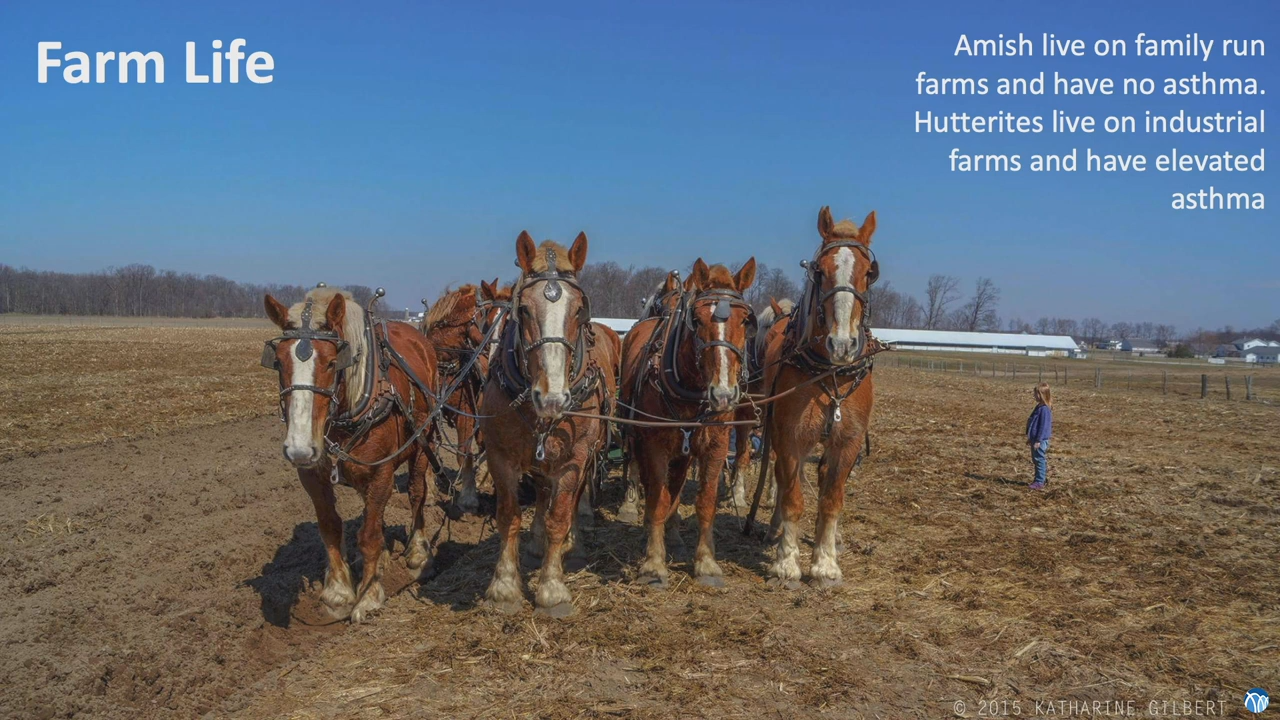 Farm Life
Amish live on family run
farms and have no asthma.
Hutterites live on industrial
farms and have elevated
asthma
© 2015 KATHARINE GILBERT